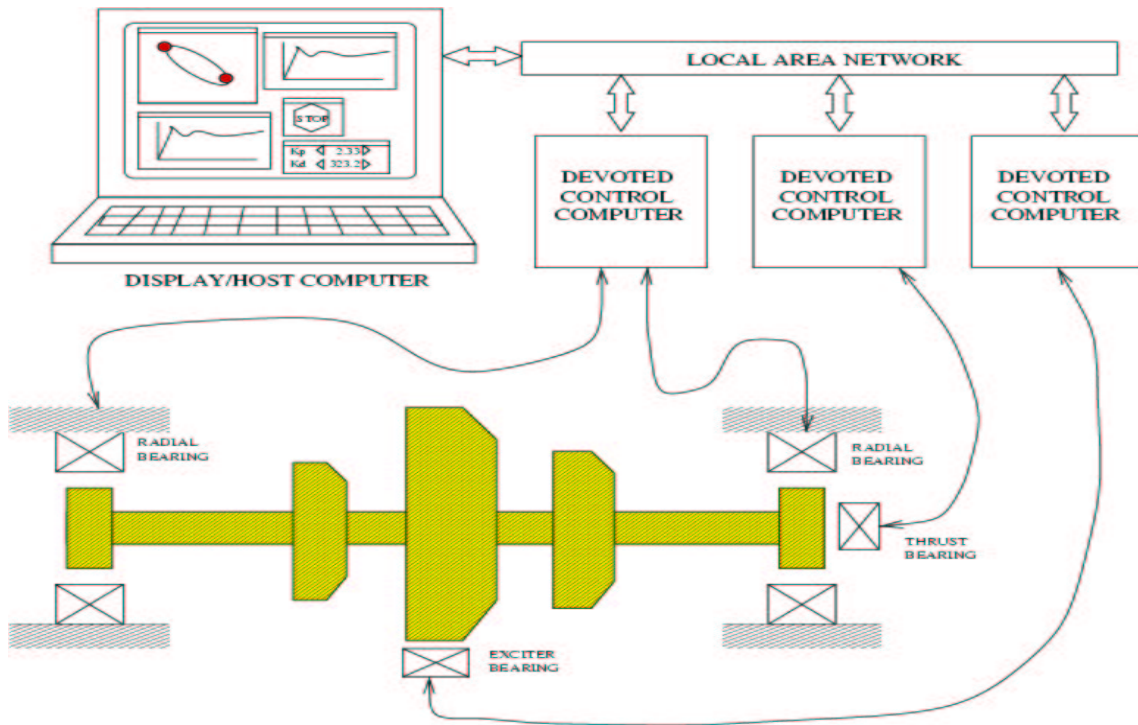 LOCAL AREA NETWORK
STOP
Kp 2.33
Kd 323.2
DEVOTED
CONTROL
COMPUTER
DEVOTED
CONTROL
COMPUTER
DEVOTED
CONTROL
COMPUTER
DISPLAY/HOST COMPUTER
RADIAL
BEARING
RADIAL
BEARING
THRUST
BEARING
EXCITER
BEARING